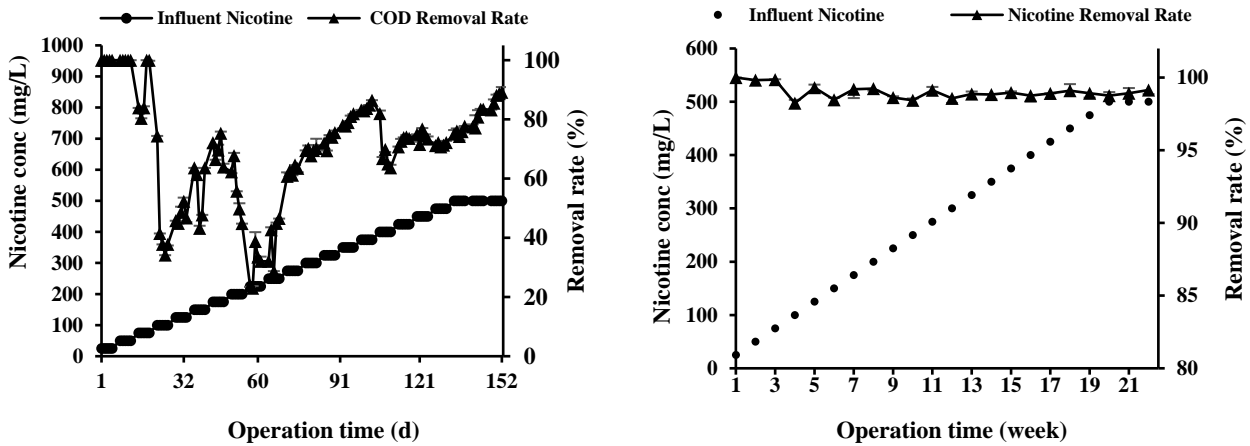 Influent Nicotine COD Removal Rate
1000
900
800
700
600
500
400
300
200
100
0
Nicotine conc (mg/L)
100
80
60
40
20
0
Removal rate (%)
1 32 60 91 121 152
Operation time (d)
Influent Nicotine Nicotine Removal Rate
600
500
400
300
200
100
0
Nicotine conc (mg/L)
100
95
90
85
80
Removal rate (%)
1 3 5 7 9 11 13 15 17 19 21
Operation time (week)